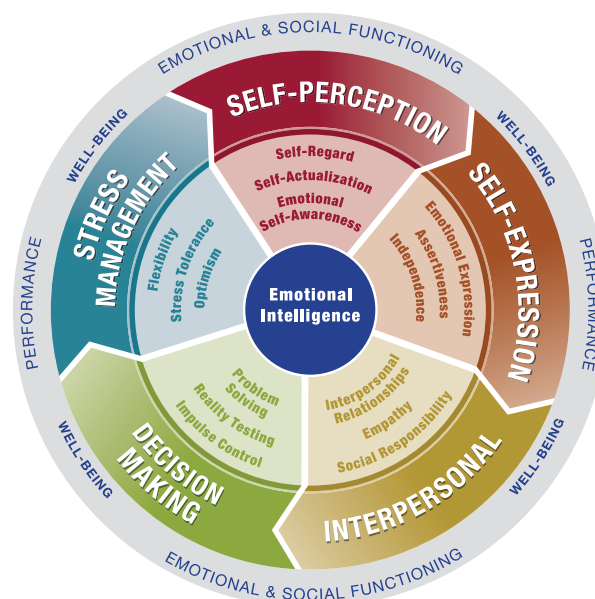 EMOTIONAL & SOCIAL FUNCTIONING
WELL-BEING
WELL-BEING
PERFORMANCE
PERFORMANCE
WELL-BEING
WELL-BEING
EMOTIONAL & SOCIAL FUNCTIONING
SELF-PERCEPTION
Self-Regard
Self-Actualization
Emotional
Self-Awareness
SELF-EXPRESSION
Emotional Expression
Assertiveness
Independence
INTERPERSONAL
Interpersonal
Relationships
Empathy
Social Responsibility
DECISION
MAKING
Problem
Solving
Reality Testing
Impulse Control
STRESS
MANAGEMENT
Flexibility
Stress Tolerance
Optimism
Emotional
Intelligence